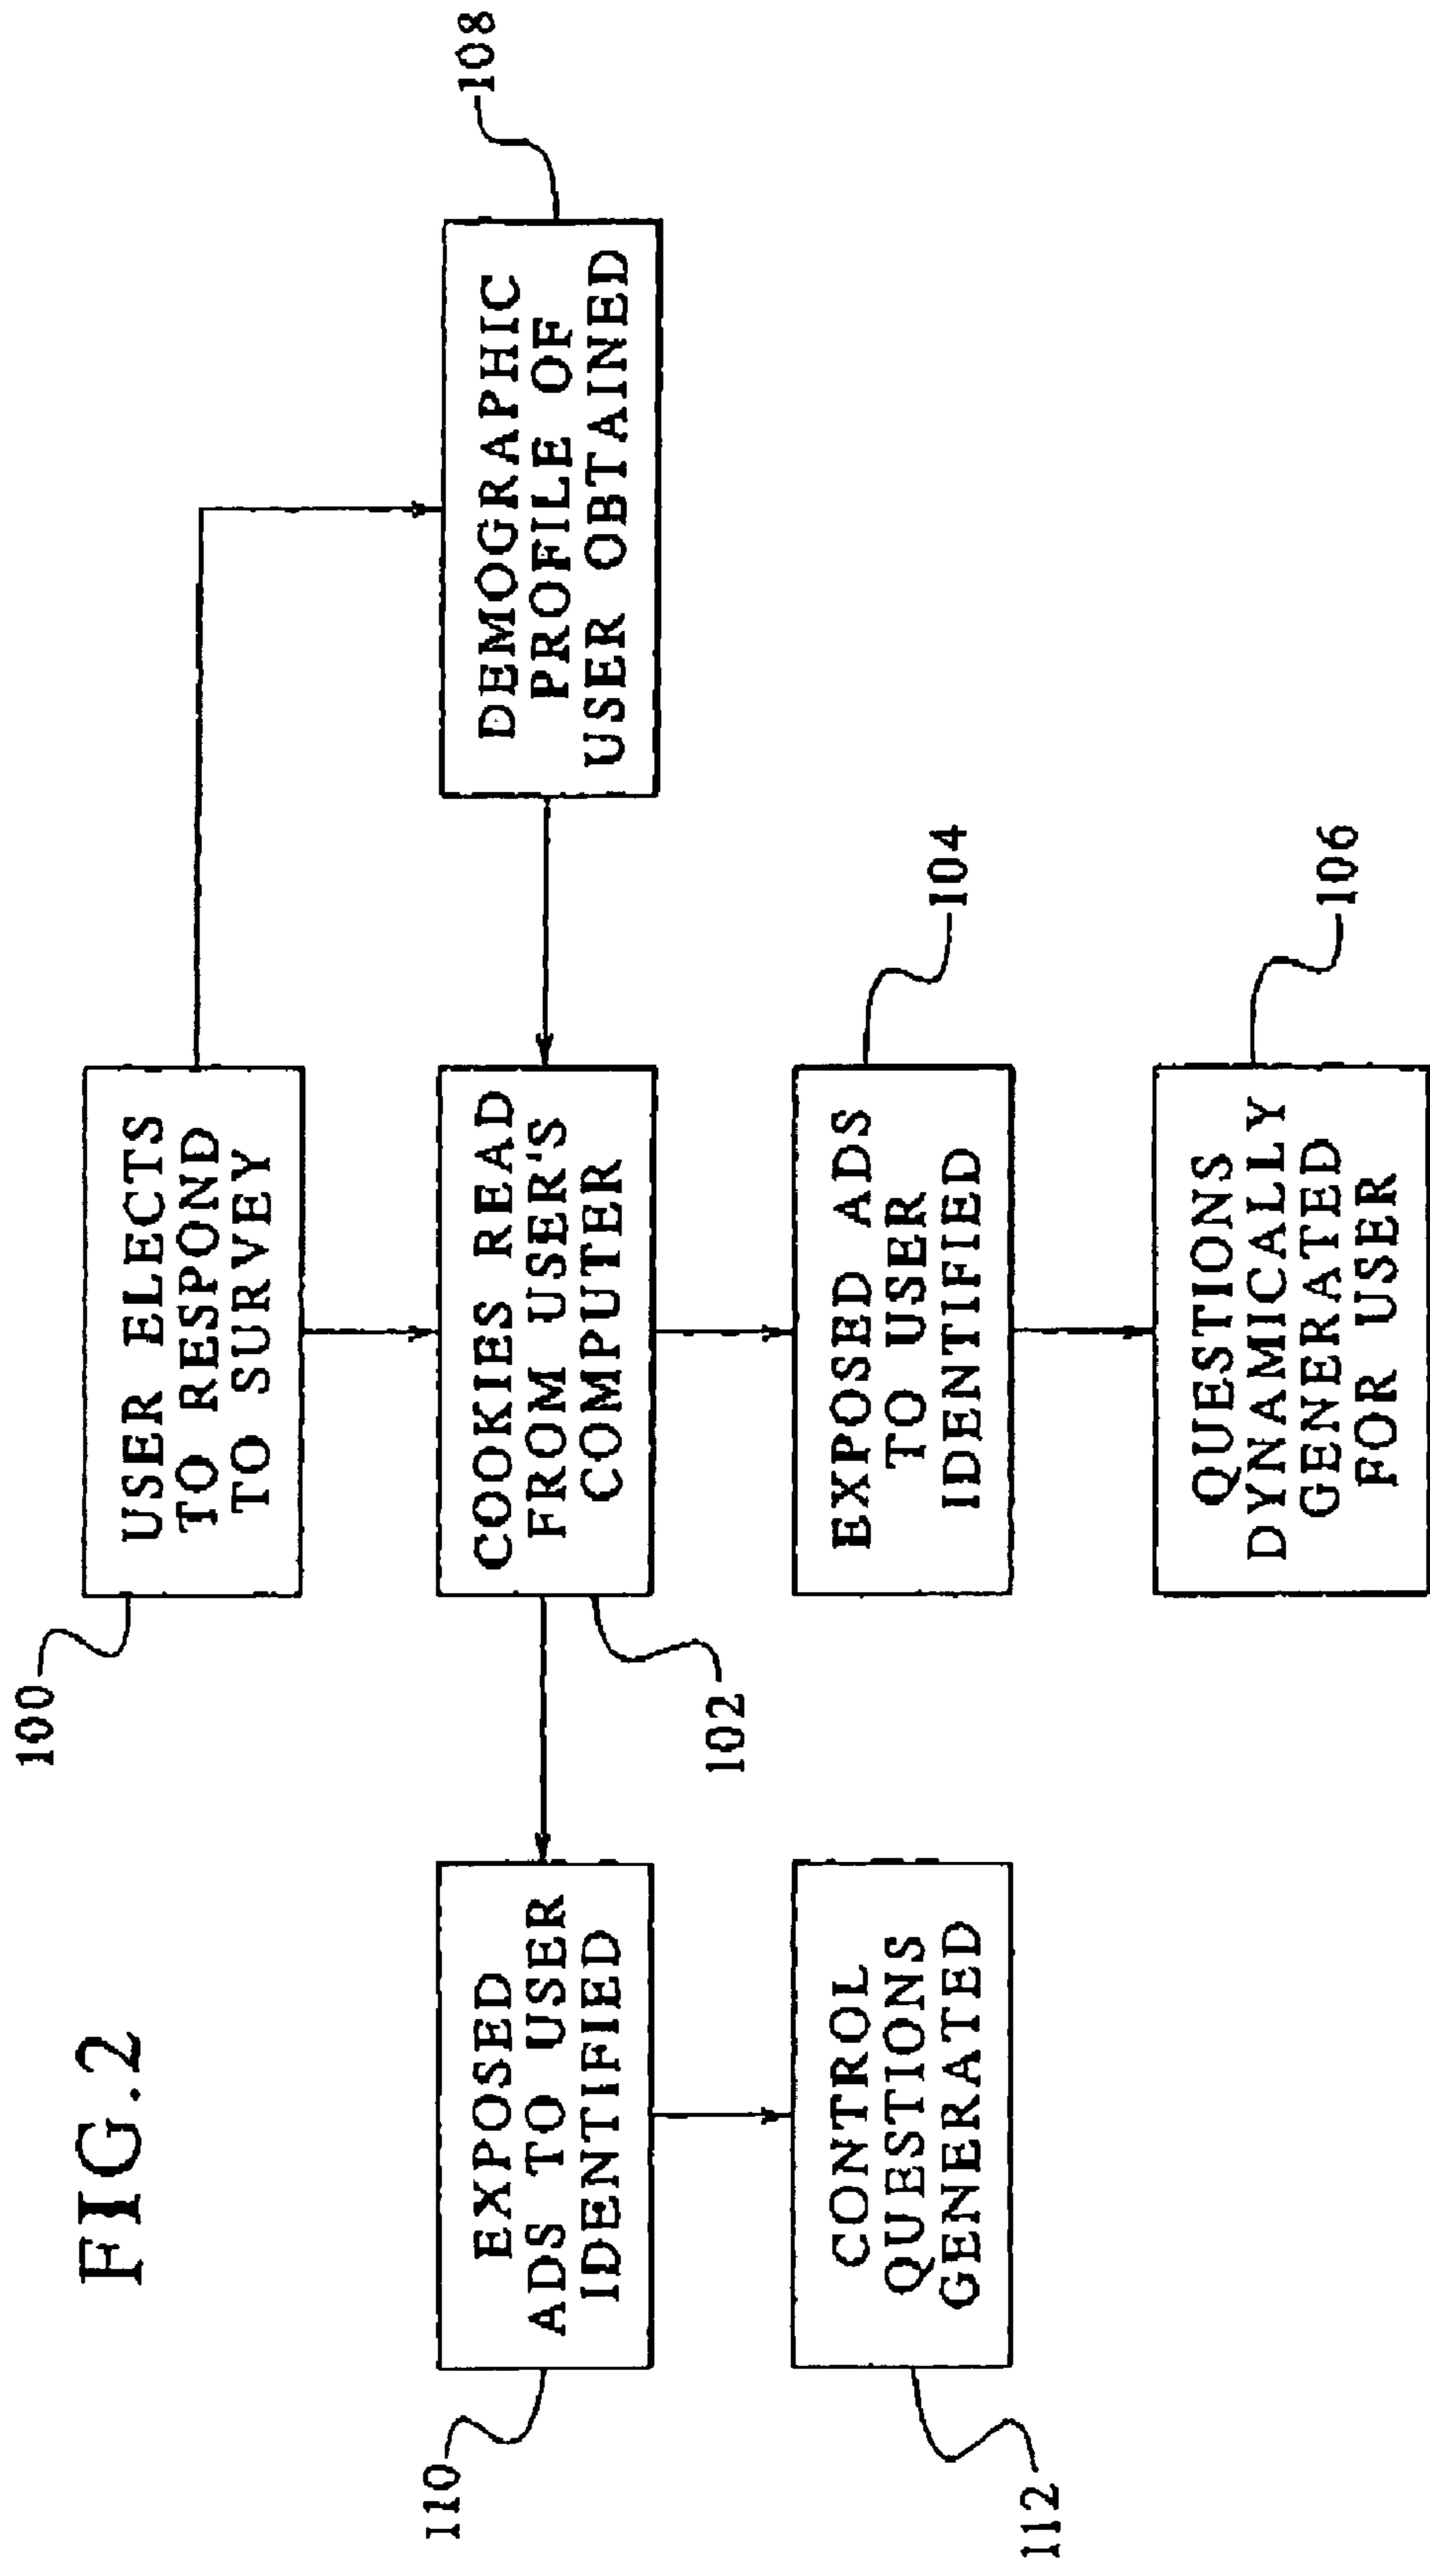 FIG.2
100
USER ELECTS
TO RESPOND
TO SURVEY
108
DEMOGRAPHIC
PROFILE OF
USER OBTAINED
110
EXPOSED
ADS TO USER
IDENTIFIED
COOKIES READ
FROM USER'S
COMPUTER
102
104
112
CONTROL
QUESTIONS
GENERATED
EXPOSED ADS
TO USER
IDENTIFIED
106
QUESTIONS
DYNAMICALLY
GENERATED
FOR USER